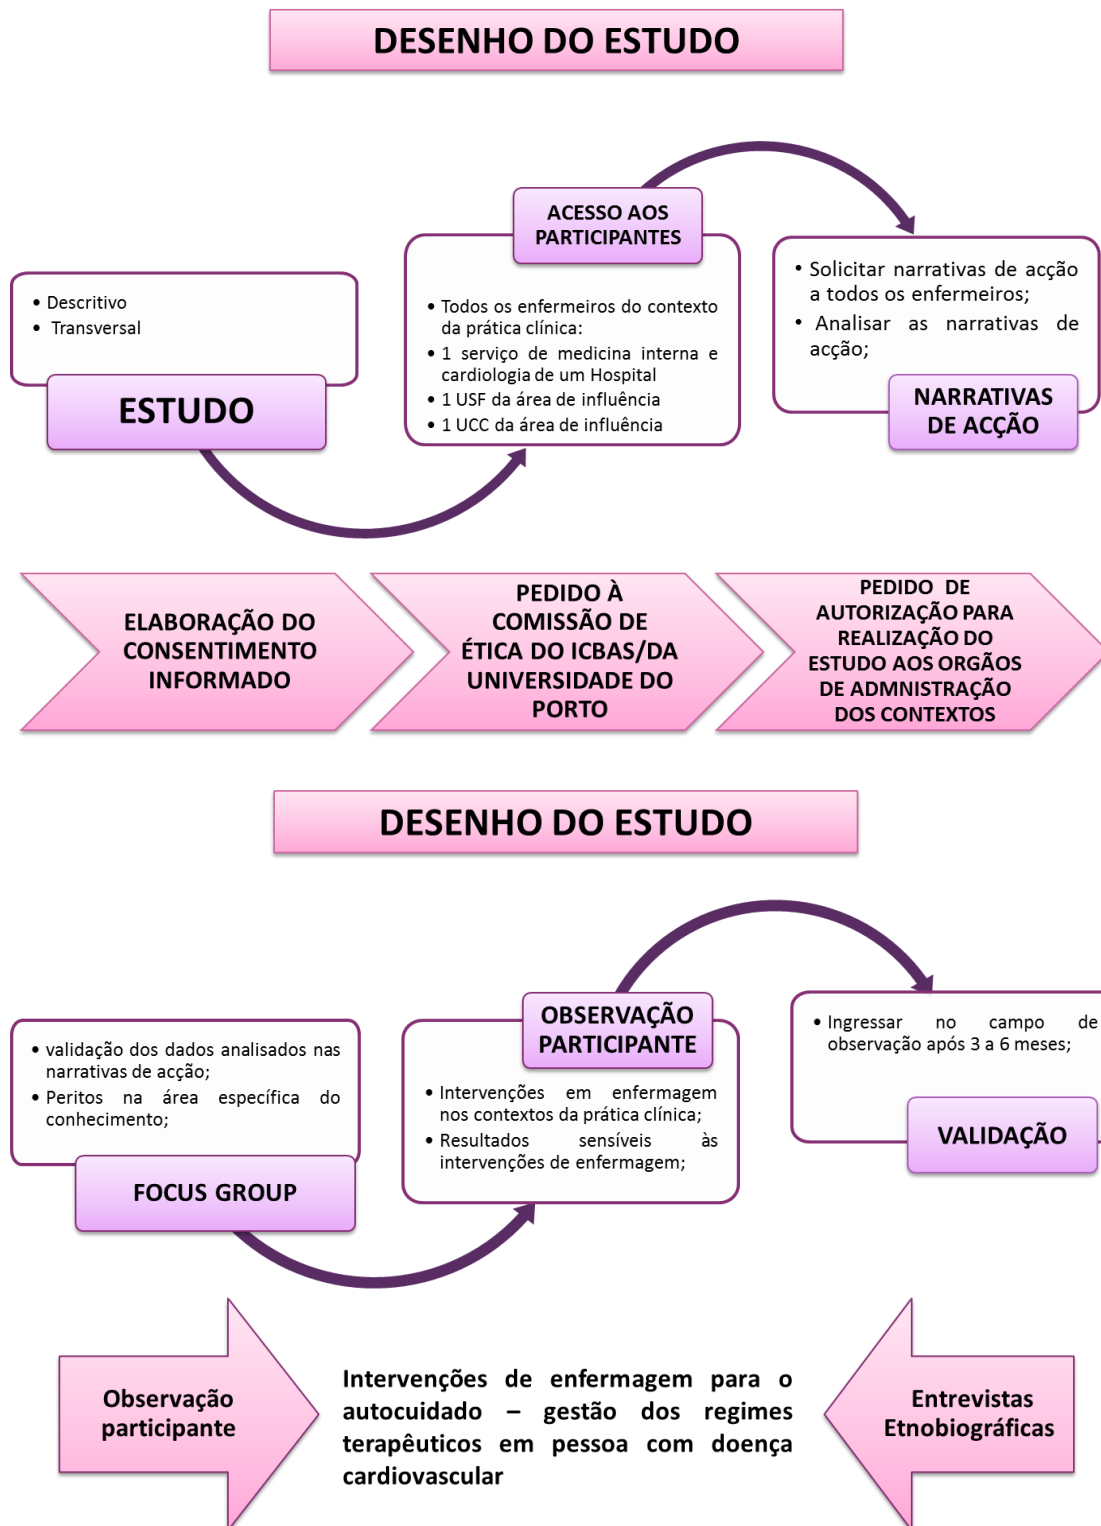 DESENHO DO ESTUDO
• Descritivo
• Transversal
ESTUDO
ACESSO AOS
PARTICIPANTES
• Todos os enfermeiros do contexto
da prática clínica:
• 1 serviço de medicina interna e
cardiologia de um Hospital
• 1 USF da área de influência
• 1 UCC da área de influência
• Solicitar narrativas de acção
a todos os enfermeiros;
• Analisar as narrativas de
acção;
NARRATIVAS
DE ACÇÃO
ELABORAÇÃO DO
CONSENTIMENTO
INFORMADO
PEDIDO À
COMISSÃO DE
ÉTICA DO ICBAS/DA
UNIVERSIDADE DO
PORTO
PEDIDO DE
AUTORIZAÇÃO PARA
REALIZAÇÃO DO
ESTUDO AOS ORGÃOS
DE ADMNISTRAÇÃO
DOS CONTEXTOS
DESENHO DO ESTUDO
• validação dos dados analisados nas
narrativas de acção;
• Peritos na área específica do
conhecimento;
FOCUS GROUP
OBSERVAÇÃO
PARTICIPANTE
• Intervenções em enfermagem
nos contextos da prática clínica;
• Resultados sensíveis às
intervenções de enfermagem;
• Ingressar no campo de
observação após 3 a 6 meses;
VALIDAÇÃO
Observação
participante
Intervenções de enfermagem para o
autocuidado – gestão dos regimes
terapêuticos em pessoa com doença
cardiovascular
Entrevistas
Etnobiográficas